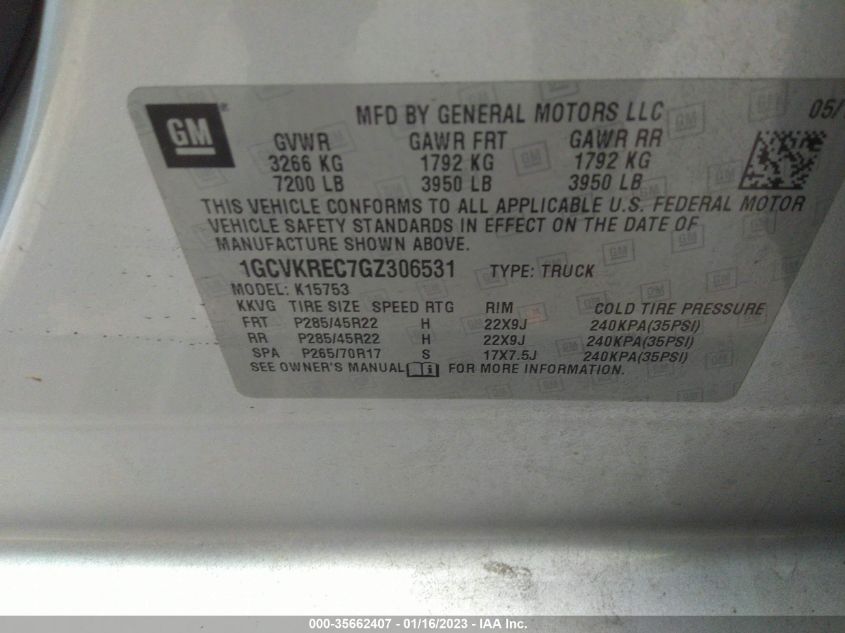 GM
MFD BY GENERAL MOTORS LLC 05/
GVWR GAWR FRT GAWR RR
3266 KG 1792 KG 1792 KG
7200 LB 3950 LB 3950 LB
THIS VEHICLE CONFORMS TO ALL APPLICABLE U.S. FEDERAL MOTOR
VEHICLE SAFETY STANDARDS IN EFFECT ON THE DATE OF
MANUFACTURE SHOWN ABOVE.
1GCVKREC7GZ306531 TYPE: TRUCK
MODEL: K15753
KKVG TIRE SIZE SPEED RTG RIM COLD TIRE PRESSURE
FRT P285/45R22 H 22X9J 240KPA(35PSI)
RR P285/45R22 H 22X9J 240KPA(35PSI)
SPA P265/70R17 S 17X7.5J 240KPA(35PSI)
SEE OWNER'S MANUAL FOR MORE INFORMATION.
000-35662407 - 01/16/2023 - IAA Inc.